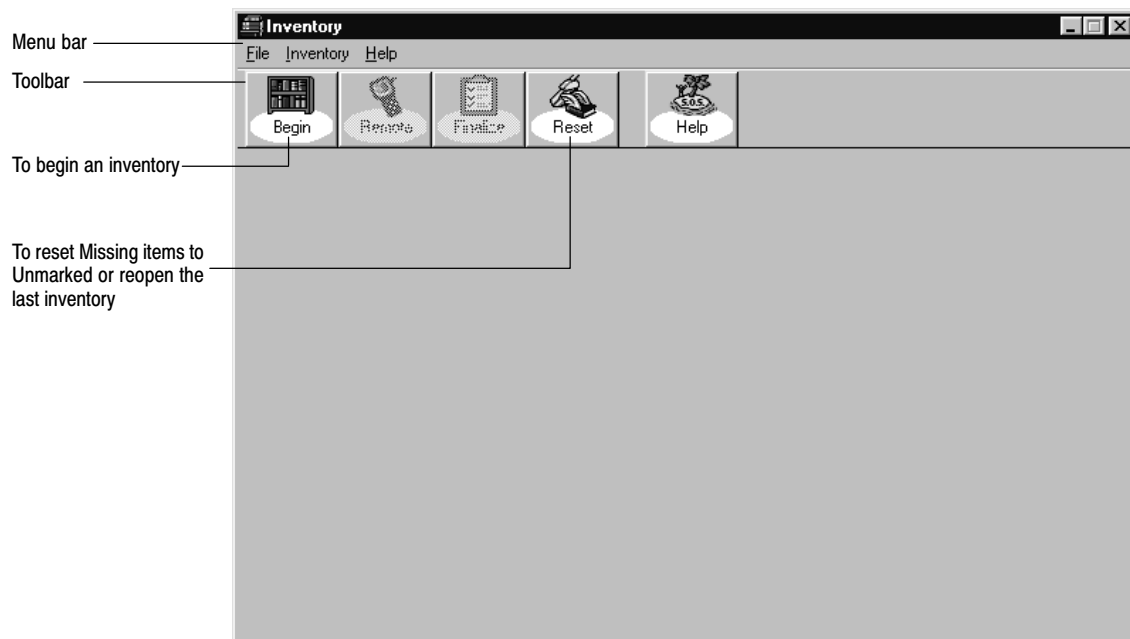 Inventory
Menu bar
File Inventory Help
Toolbar
S.O.S.
Begin Remote Finalize Reset Help
To begin an inventory
To reset Missing items to
Unmarked or reopen the
last inventory